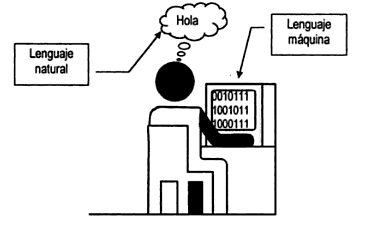 Hola
Lenguaje
natural
Lenguaje
máquina
0010111
1001011
1000111